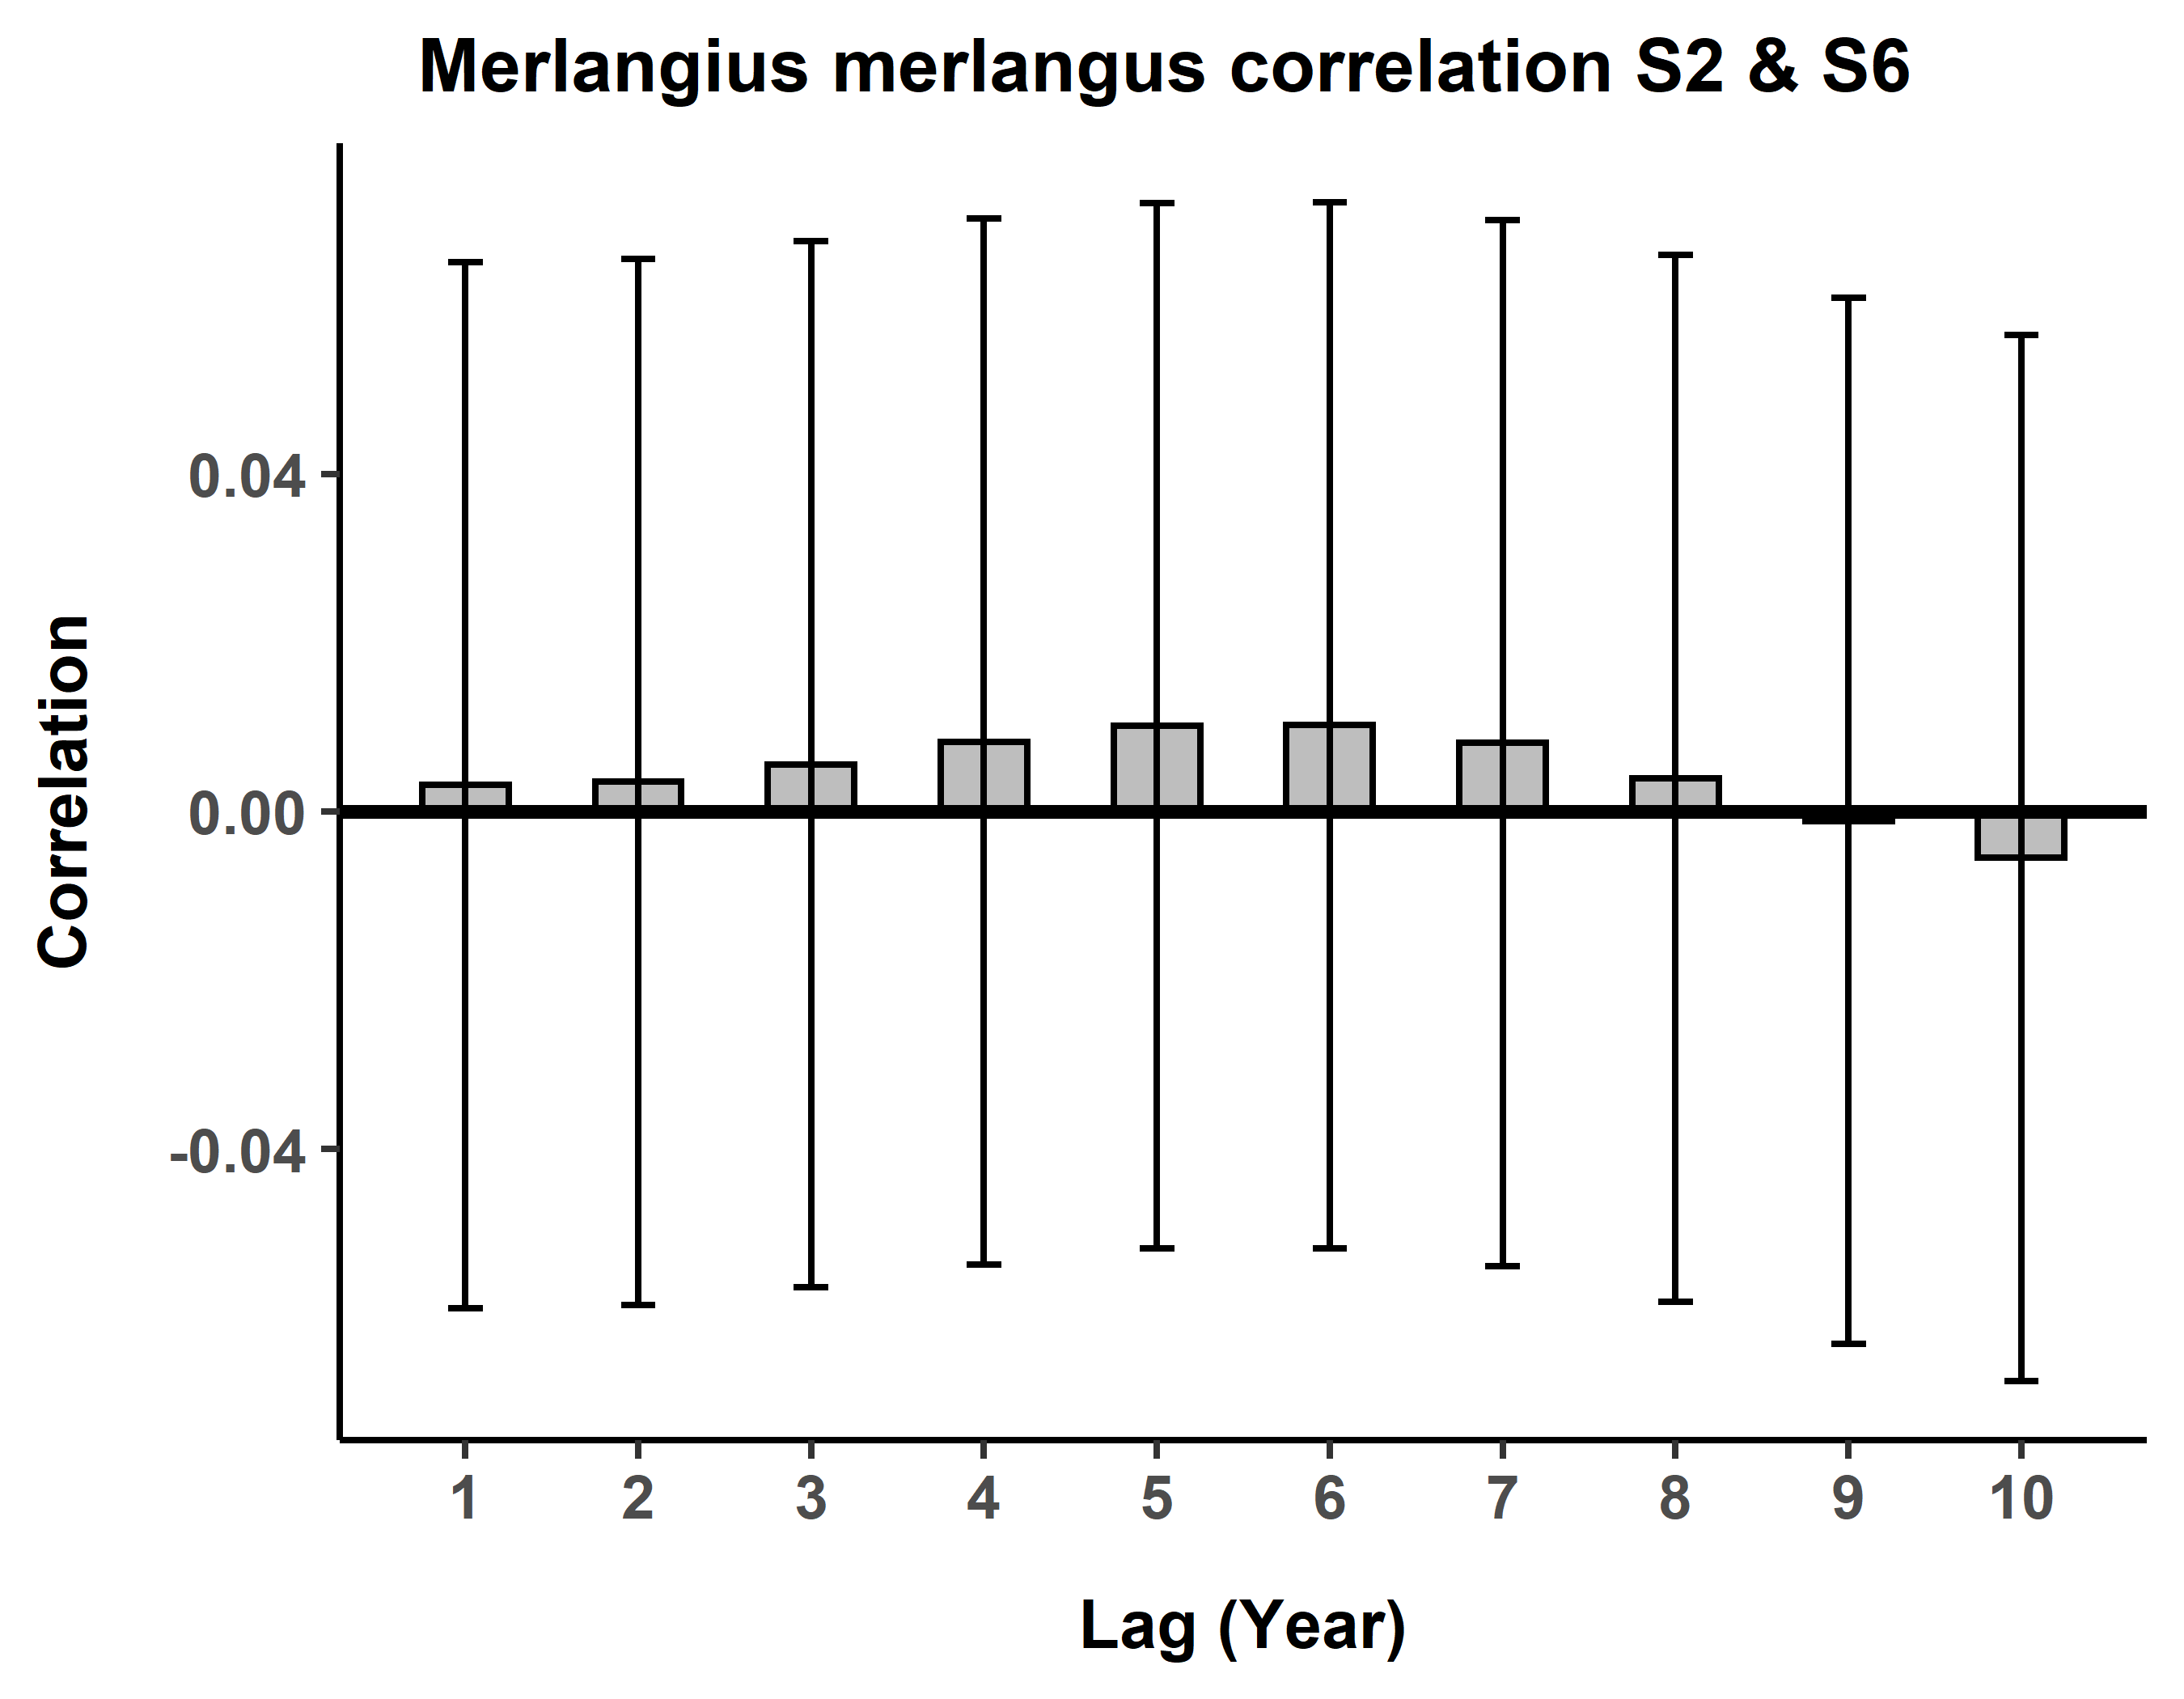 Merlangius merlangus correlation S2 & S6
Correlation
0.04
0.00
-0.04
1 2 3 4 5 6 7 8 9 10
Lag (Year)